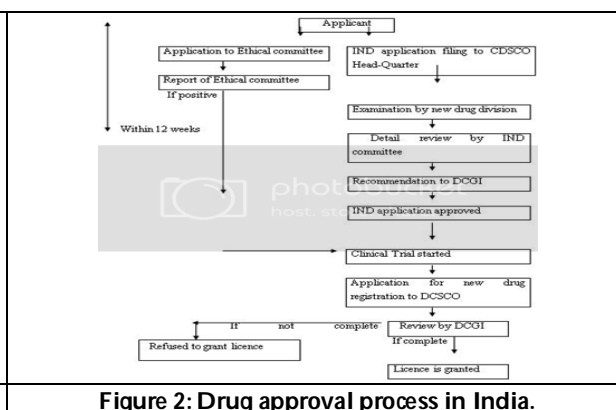 Applicant
Application to Ethical committee
IND application filing to CDSCO
Head-Quarter
Report of Ethical committee
If positive
Examination by new drug division
Within 12 weeks
Detail review by IND
committee
Recommendation to DCGI
photobucket
host. sto
IND application approved
Clinical Trial started
Application for new drug
registration to DCSCO
If not complete
Review by DCGI
Refused to grant licence
If complete
Licence is granted
Figure 2: Drug approval process in India.